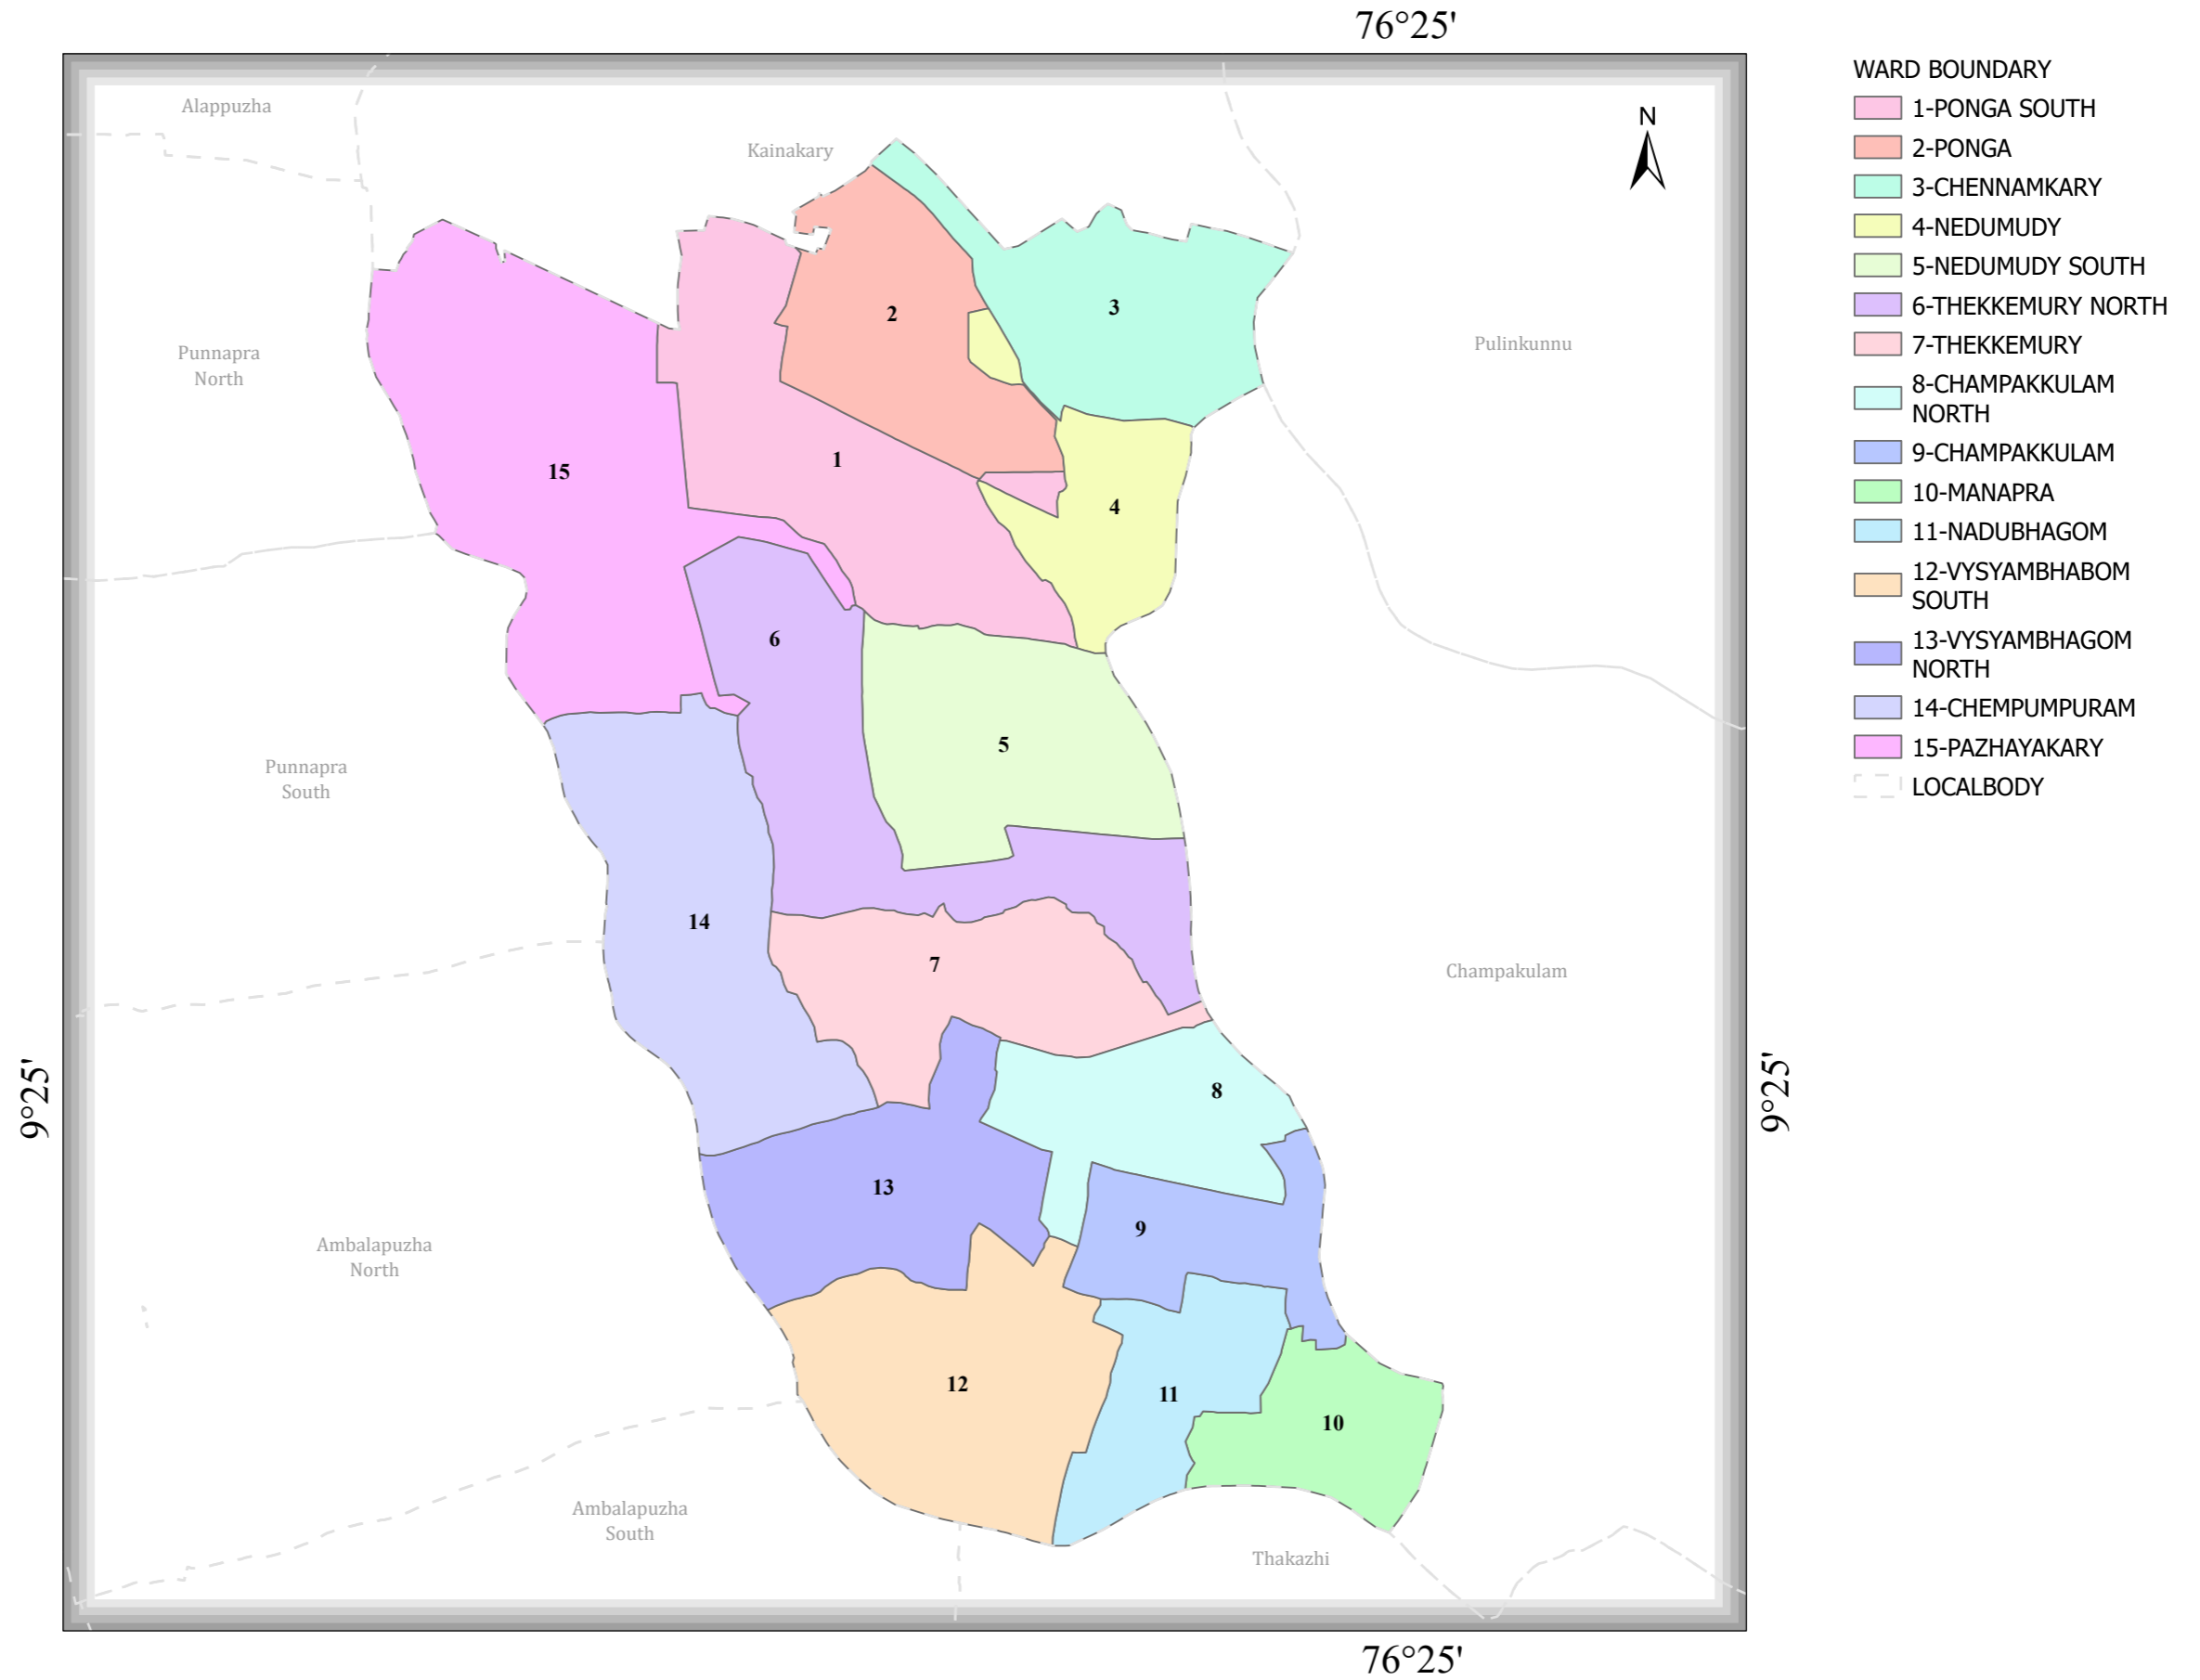 76°25'
WARD BOUNDARY
1-PONGA SOUTH
2-PONGA
3-CHENNAMKARY
4-NEDUMUDY
5-NEDUMUDY SOUTH
6-THEKKEMURY NORTH
7-THEKKEMURY
8-CHAMPAKKULAM
NORTH
9-CHAMPAKKULAM
10-MANAPRA
11-NADUBHAGOM
12-VYSYAMBHABOM
SOUTH
13-VYSYAMBHAGOM
NORTH
14-CHEMPUMPURAM
15-PAZHAYAKARY
LOCALBODY
Alappuzha
N
Kainakary
3
2
Pulinkunnu
Punnapra
North
1
15
4
6
5
Punnapra
South
14
7
Champakulam
9°25'
9°25'
8
13
9
Ambalapuzha
North
12
11
10
Ambalapuzha
South
Thakazhi
76°25'